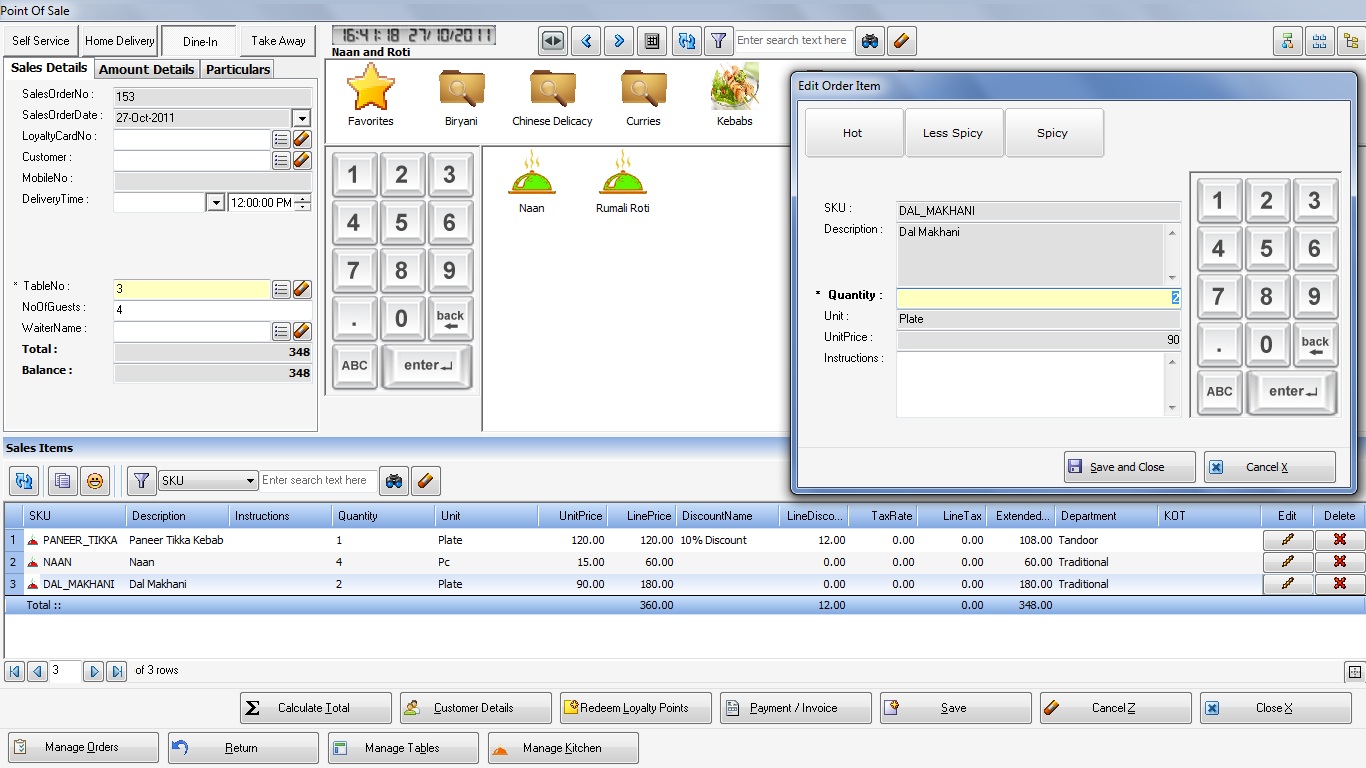 Point Of Sale
Self Service Home Delivery Dine-In Take Away
16:41:18 27/10/2011
Naan and Roti
Enter search text here
Sales Details Amount Details Particulars
SalesOrderNo : 153
SalesOrderDate : 27-Oct-2011
LoyaltyCardNo :
Customer :
MobileNo :
DeliveryTime : 12:00:00 PM
* TableNo : 3
NoOfGuests : 4
WaiterName :
Total : 348
Balance : 348
Favorites Biryani Chinese Delicacy Curries Kebabs
1 2 3
4 5 6
7 8 9
. 0 back
ABC enter
Naan Rumali Roti
Edit Order Item
Hot Less Spicy Spicy
SKU : DAL_MAKHANI
Description : Dal Makhani
* Quantity : 2
Unit : Plate
UnitPrice : 90
Instructions :
1 2 3
4 5 6
7 8 9
. 0 back
ABC enter
Save and Close Cancel X
Sales Items
SKU Enter search text here
SKU Description Instructions Quantity Unit UnitPrice LinePrice DiscountName LineDisco... TaxRate LineTax Extended... Department KOT Edit Delete
1 PANEER_TIKKA Paneer Tikka Kebab 1 Plate 120.00 120.00 10% Discount 12.00 0.00 0.00 108.00 Tandoor
2 NAAN Naan 4 Pc 15.00 60.00 0.00 0.00 0.00 60.00 Traditional
3 DAL_MAKHANI Dal Makhani 2 Plate 90.00 180.00 0.00 0.00 0.00 180.00 Traditional
Total :: 360.00 12.00 0.00 348.00
3 of 3 rows
Calculate Total Customer Details Redeem Loyalty Points Payment / Invoice Save Cancel Z Close X
Manage Orders Return Manage Tables Manage Kitchen